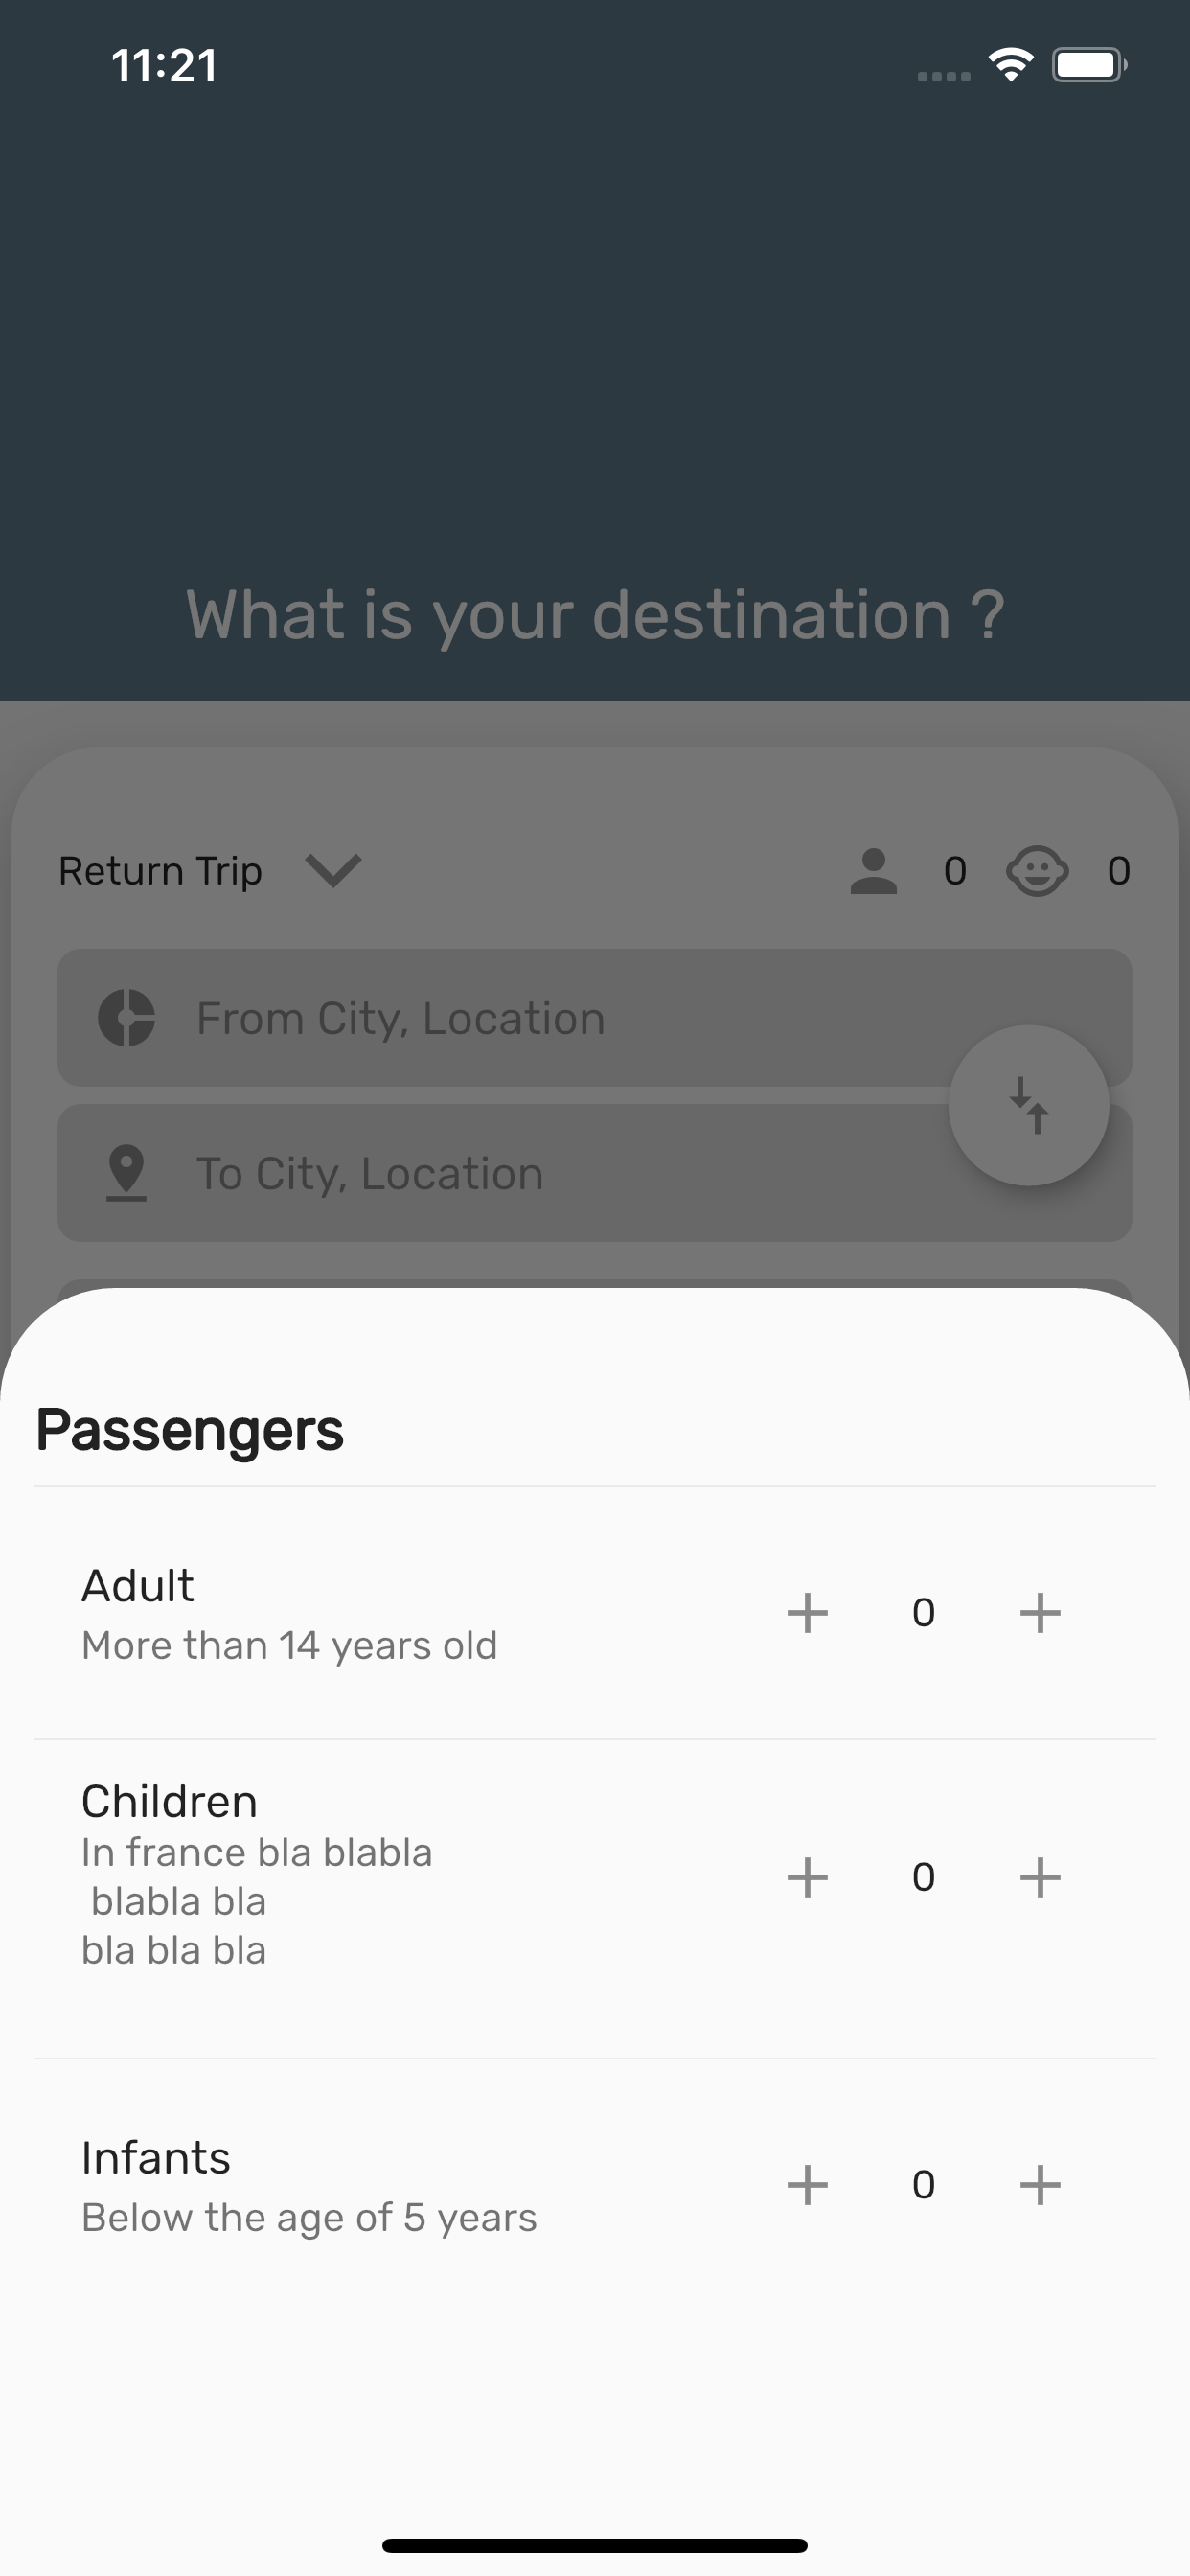 11:21
What is your destination ?
Return Trip 0 0
From City, Location
To City, Location
Passengers
Adult
More than 14 years old
0
Children
In france bla blabla
blabla bla
bla bla bla
0
Infants
Below the age of 5 years
0